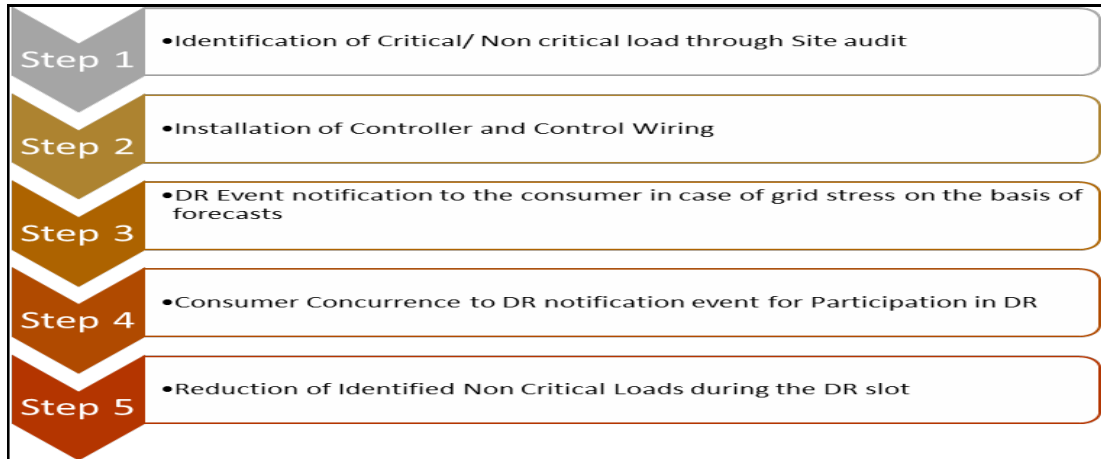 Step 1
•Identification of Critical/ Non critical load through Site audit
Step 2
•Installation of Controller and Control Wiring
Step 3
•DR Event notification to the consumer in case of grid stress on the basis of
forecasts
Step 4
•Consumer Concurrence to DR notification event for Participation in DR
Step 5
•Reduction of Identified Non Critical Loads during the DR slot